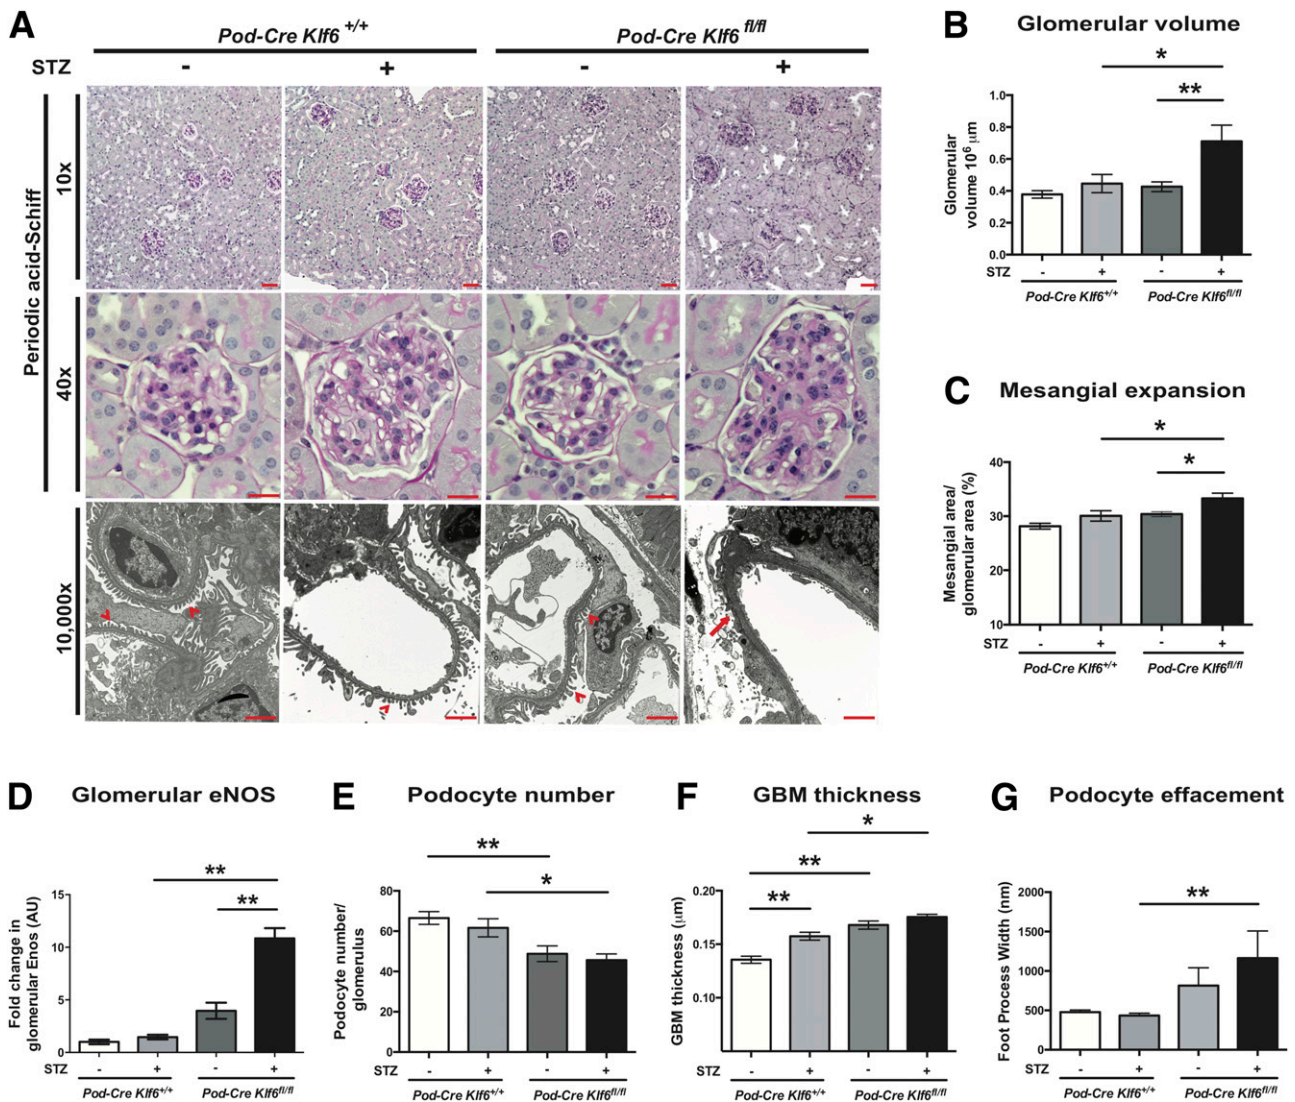 A
Pod-Cre Klf6 +/+
Pod-Cre Klf6 fl/fl
STZ - + - +
Periodic acid-Schiff
10x
40x
10,000x
B Glomerular volume
*
**
Glomerular
volume 10^6 µm
1.0
0.8
0.6
0.4
0.2
0.0
STZ - + - +
Pod-Cre Klf6+/+ Pod-Cre Klf6fl/fl
C Mesangial expansion
*
*
Mesangial area/
glomerular area (%)
40
30
20
10
STZ - + - +
Pod-Cre Klf6+/+ Pod-Cre Klf6fl/fl
D Glomerular eNOS
**
**
Fold change in
glomerular Enos (AU)
15
10
5
0
STZ - + - +
Pod-Cre Klf6+/+ Pod-Cre Klf6fl/fl
E Podocyte number
**
*
Podocyte number/
glomerulus
80
60
40
20
0
STZ - + - +
Pod-Cre Klf6+/+ Pod-Cre Klf6fl/fl
F GBM thickness
*
**
**
GBM thickness (µm)
0.20
0.15
0.10
STZ - + - +
Pod-Cre Klf6+/+ Pod-Cre Klf6fl/fl
G Podocyte effacement
**
Foot Process Width (nm)
2000
1500
1000
500
0
STZ - + - +
Pod-Cre Klf6+/+ Pod-Cre Klf6fl/fl